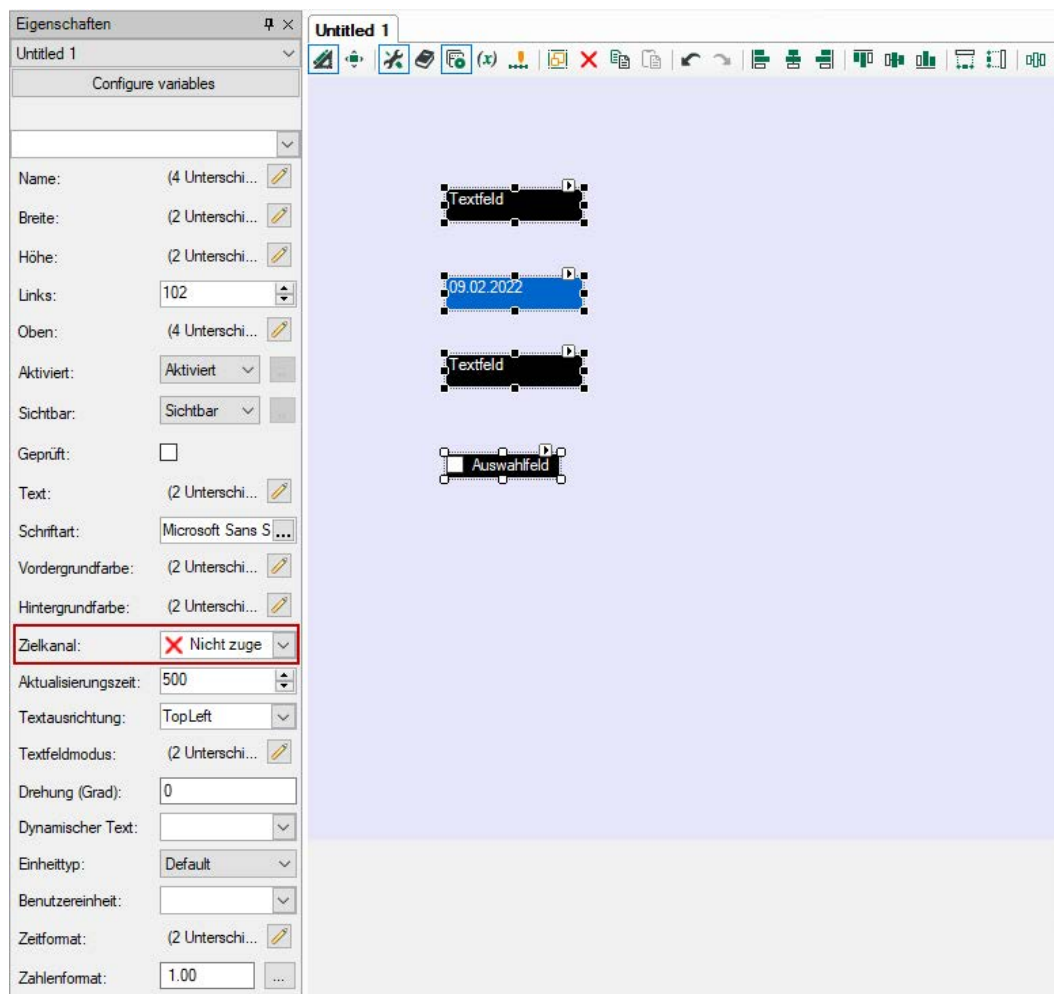 Eigenschaften
Untitled 1
Configure variables
Name: (4 Unterschi...
Breite: (2 Unterschi...
Höhe: (2 Unterschi...
Links: 102
Oben: (4 Unterschi...
Aktiviert: Aktiviert
Sichtbar: Sichtbar
Geprüft:
Text: (2 Unterschi...
Schriftart: Microsoft Sans S ...
Vordergrundfarbe: (2 Unterschi...
Hintergrundfarbe: (2 Unterschi...
Zielkanal: Nicht zuge
Aktualisierungszeit: 500
Textausrichtung: TopLeft
Textfeldmodus: (2 Unterschi...
Drehung (Grad): 0
Dynamischer Text:
Einheittyp: Default
Benutzereinheit:
Zeitformat: (2 Unterschi...
Zahlenformat: 1.00 ...
Untitled 1
(x)
Textfeld
09.02.2022
Textfeld
Auswahlfeld